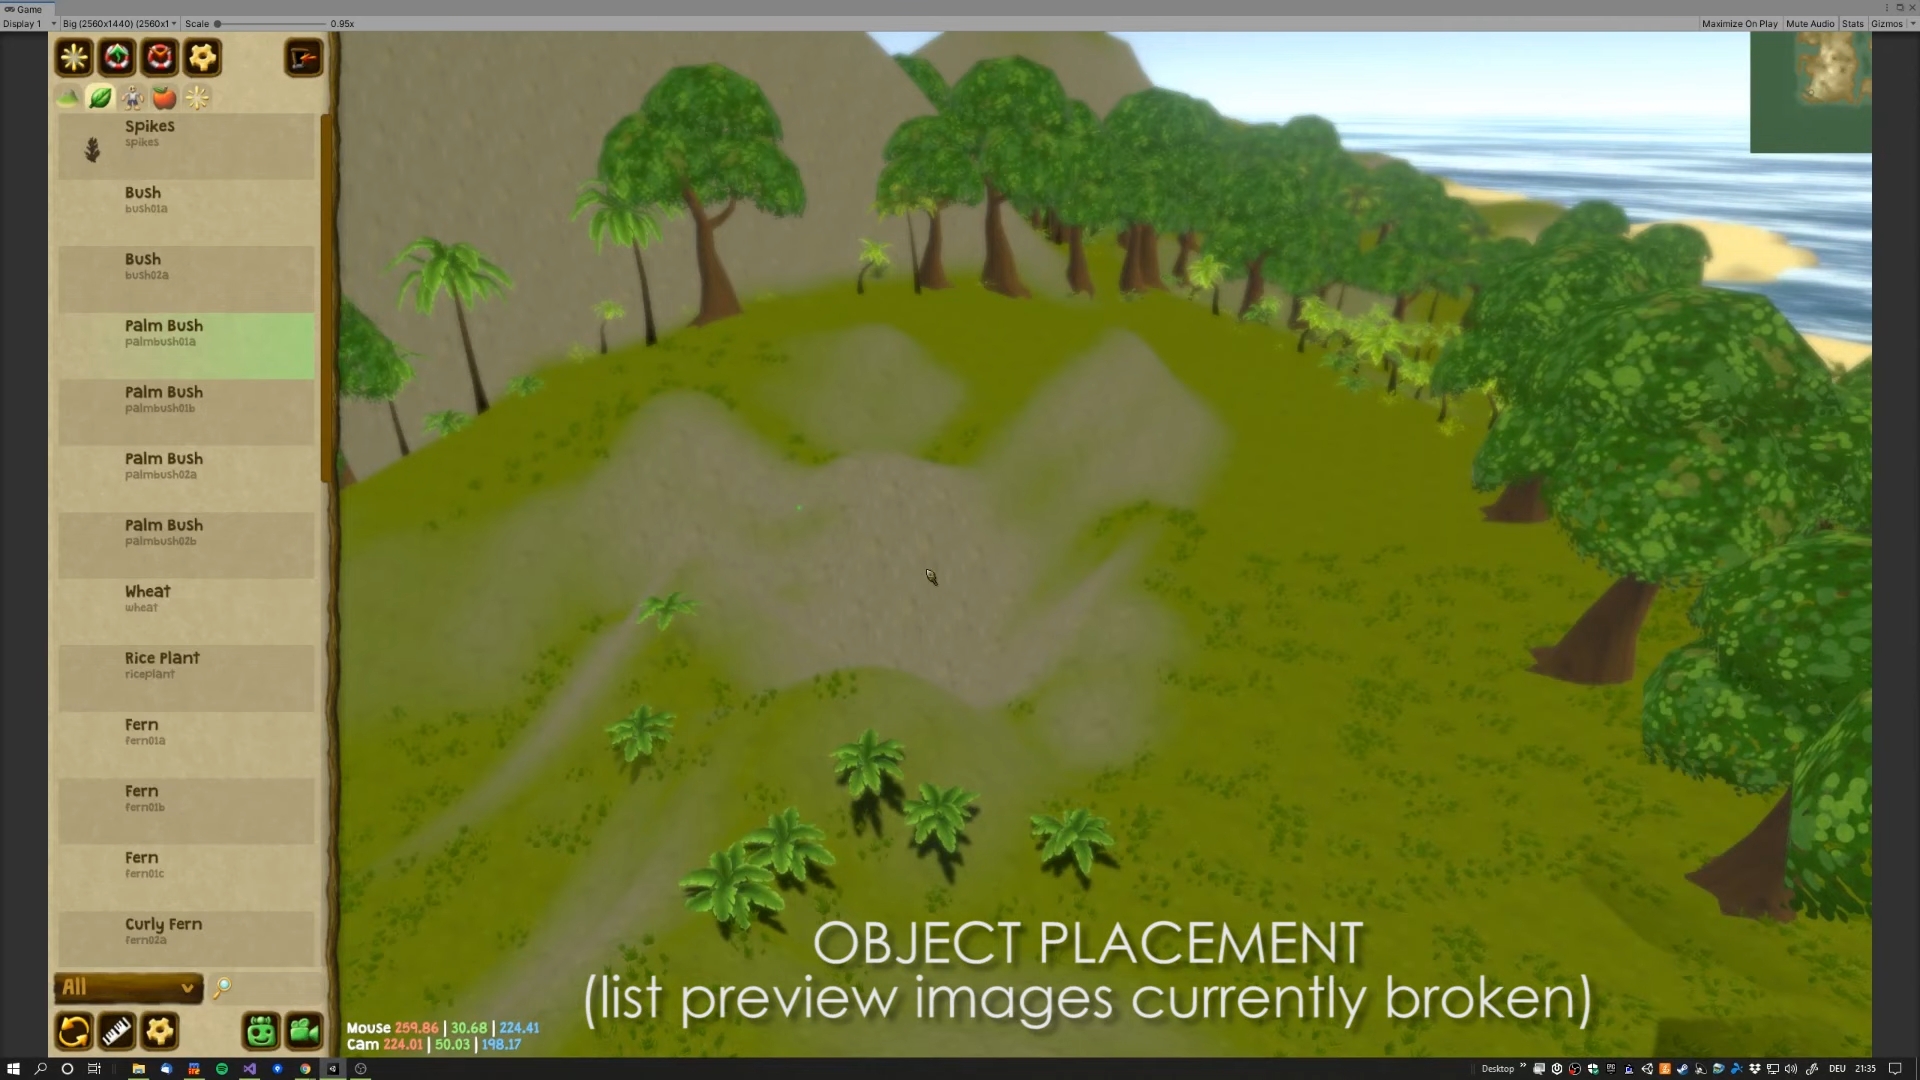 Game
Display 1
Big (2560x1440) (2560x1
Scale
0.95x
Maximize On Play
Mute Audio
Stats
Gizmos
Spikes
spikes
Bush
bush01a
Bush
bush02a
Palm Bush
palmbush01a
Palm Bush
palmbush01b
Palm Bush
palmbush02a
Palm Bush
palmbush02b
Wheat
wheat
Rice Plant
riceplant
Fern
fern01a
Fern
fern01b
Fern
fern01c
Curly Fern
fern02a
All
OBJECT PLACEMENT
(list preview images currently broken)
Mouse 259.86 | 30.68 | 224.41
Cam 224.01 | 50.03 | 198.17
Desktop
DEU
21:35